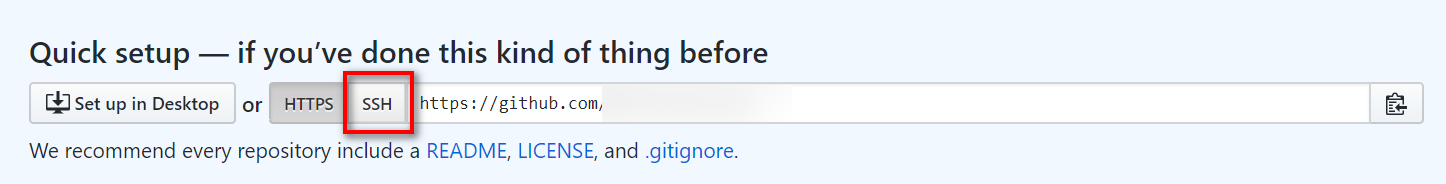 Quick setup — if you’ve done this kind of thing before
Set up in Desktop or HTTPS SSH https://github.com/
We recommend every repository include a README, LICENSE, and .gitignore.